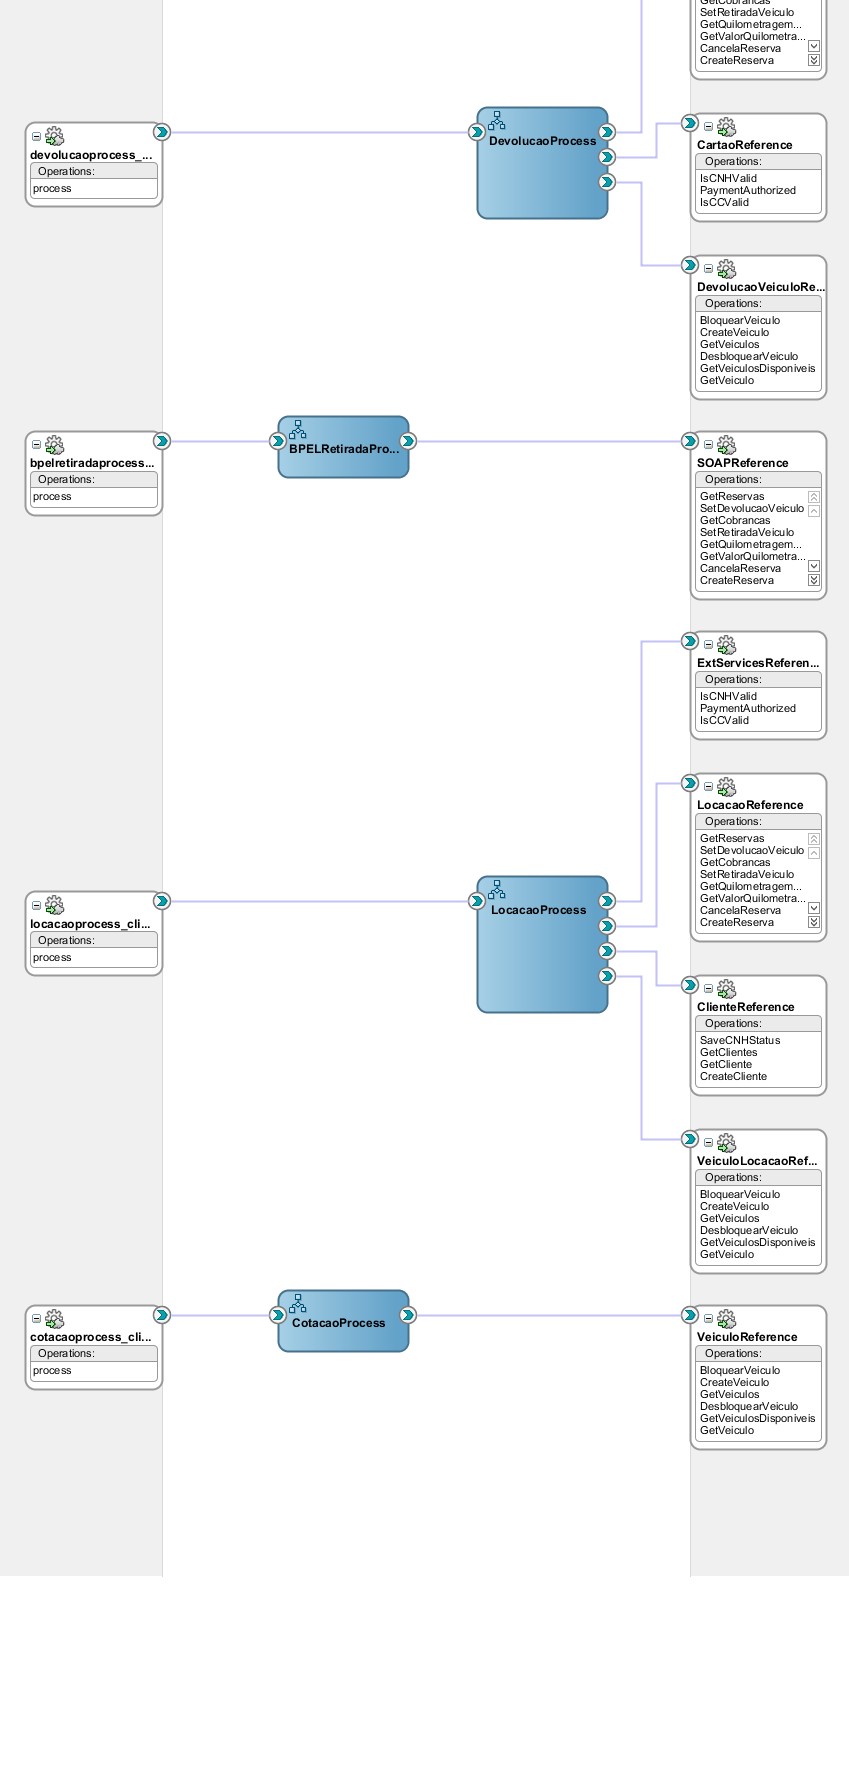 GetCobrancas
SetRetiradaVeiculo
GetQuilometragem...
GetValorQuilometra...
CancelaReserva
CreateReserva
devolucaoprocess_...
Operations:
process
DevolucaoProcess
CartaoReference
Operations:
IsCNHValid
PaymentAuthorized
IsCCValid
DevolucaoVeiculoRe...
Operations:
BloquearVeiculo
CreateVeiculo
GetVeiculos
DesbloquearVeiculo
GetVeiculosDisponiveis
GetVeiculo
bpelretiradaprocess...
Operations:
process
BPELRetiradaPro...
SOAPReference
Operations:
GetReservas
SetDevolucaoVeiculo
GetCobrancas
SetRetiradaVeiculo
GetQuilometragem...
GetValorQuilometra...
CancelaReserva
CreateReserva
ExtServicesReferen...
Operations:
IsCNHValid
PaymentAuthorized
IsCCValid
LocacaoReference
Operations:
GetReservas
SetDevolucaoVeiculo
GetCobrancas
SetRetiradaVeiculo
GetQuilometragem...
GetValorQuilometra...
CancelaReserva
CreateReserva
locacaoprocess_cli...
Operations:
process
LocacaoProcess
ClienteReference
Operations:
SaveCNHStatus
GetClientes
GetCliente
CreateCliente
VeiculoLocacaoRef...
Operations:
BloquearVeiculo
CreateVeiculo
GetVeiculos
DesbloquearVeiculo
GetVeiculosDisponiveis
GetVeiculo
cotacaoprocess_cli...
Operations:
process
CotacaoProcess
VeiculoReference
Operations:
BloquearVeiculo
CreateVeiculo
GetVeiculos
DesbloquearVeiculo
GetVeiculosDisponiveis
GetVeiculo